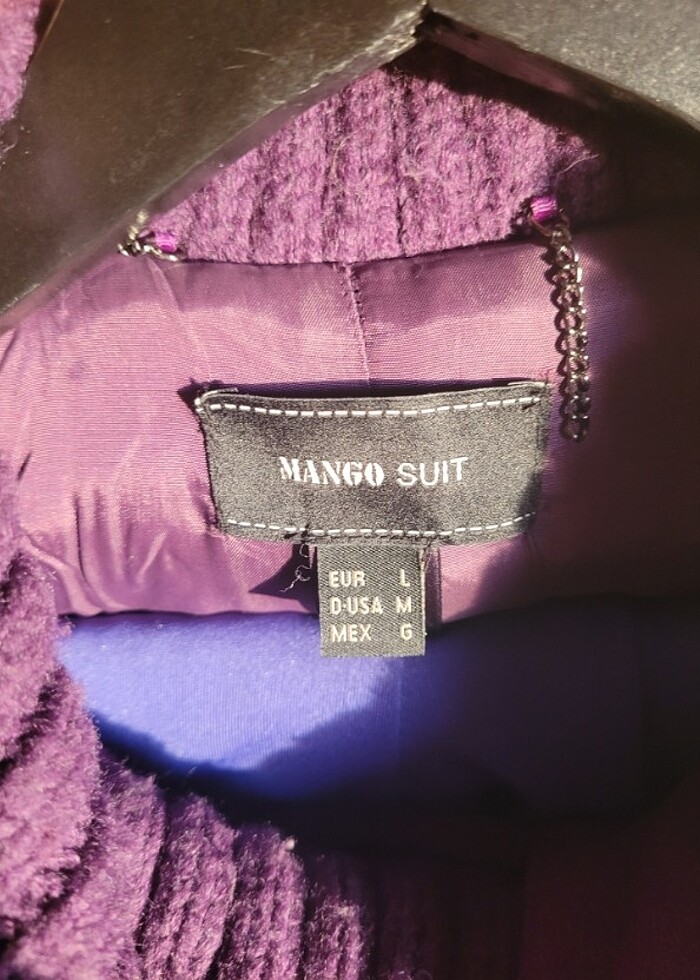 MANGO SUIT
EUR L
D·USA M
MEX G